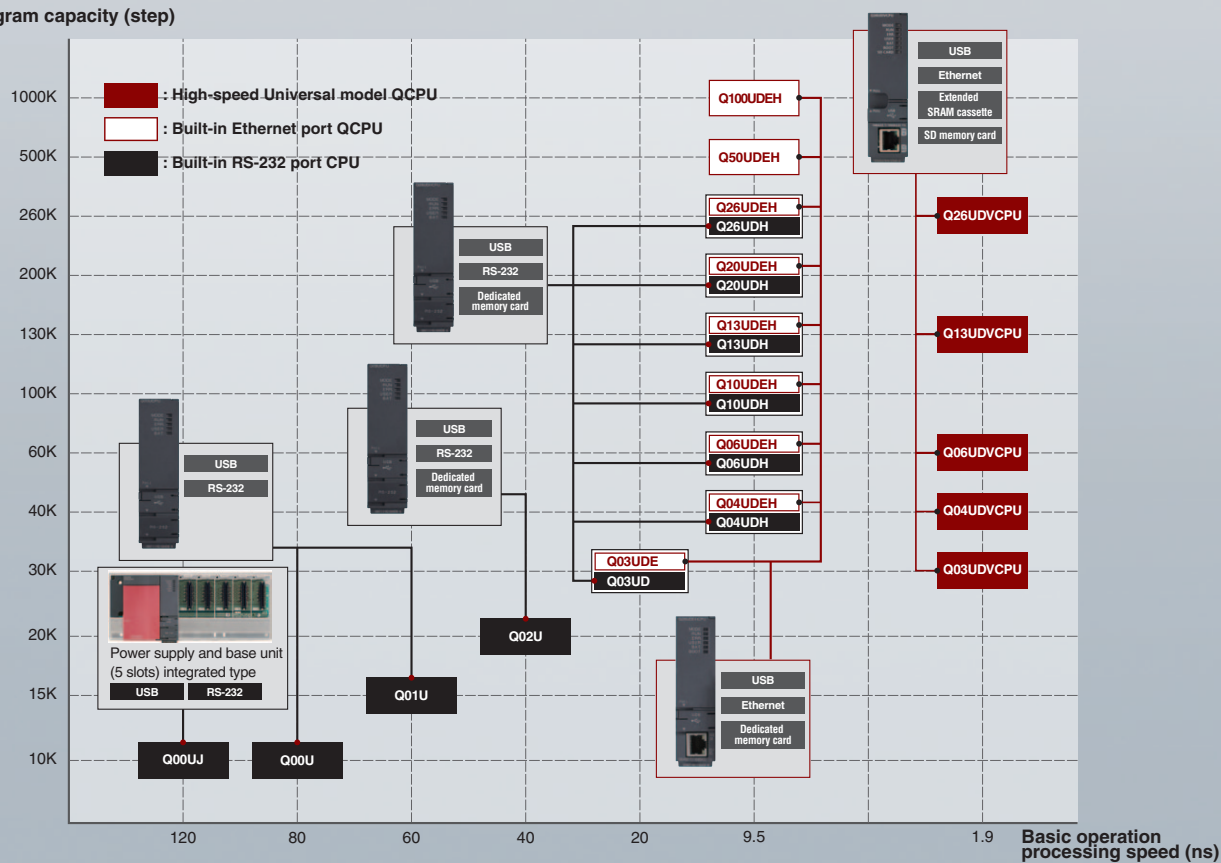 gram capacity (step)
1000K
500K
260K
200K
130K
100K
60K
40K
30K
20K
15K
10K
: High-speed Universal model QCPU
: Built-in Ethernet port QCPU
: Built-in RS-232 port CPU
USB
Ethernet
Extended
SRAM cassette
SD memory card
Q100UDEH
Q50UDEH
Q26UDEH
Q26UDH
Q20UDEH
Q20UDH
Q13UDEH
Q13UDH
Q10UDEH
Q10UDH
Q06UDEH
Q06UDH
Q04UDEH
Q04UDH
Q03UDE
Q03UD
Q26UDVCPU
Q13UDVCPU
Q06UDVCPU
Q04UDVCPU
Q03UDVCPU
USB
RS-232
Dedicated
memory card
USB
RS-232
Dedicated
memory card
USB
RS-232
Power supply and base unit
(5 slots) integrated type
USB
RS-232
Q02U
Q01U
Q00UJ
Q00U
USB
Ethernet
Dedicated
memory card
120
80
60
40
20
9.5
1.9
Basic operation
processing speed (ns)